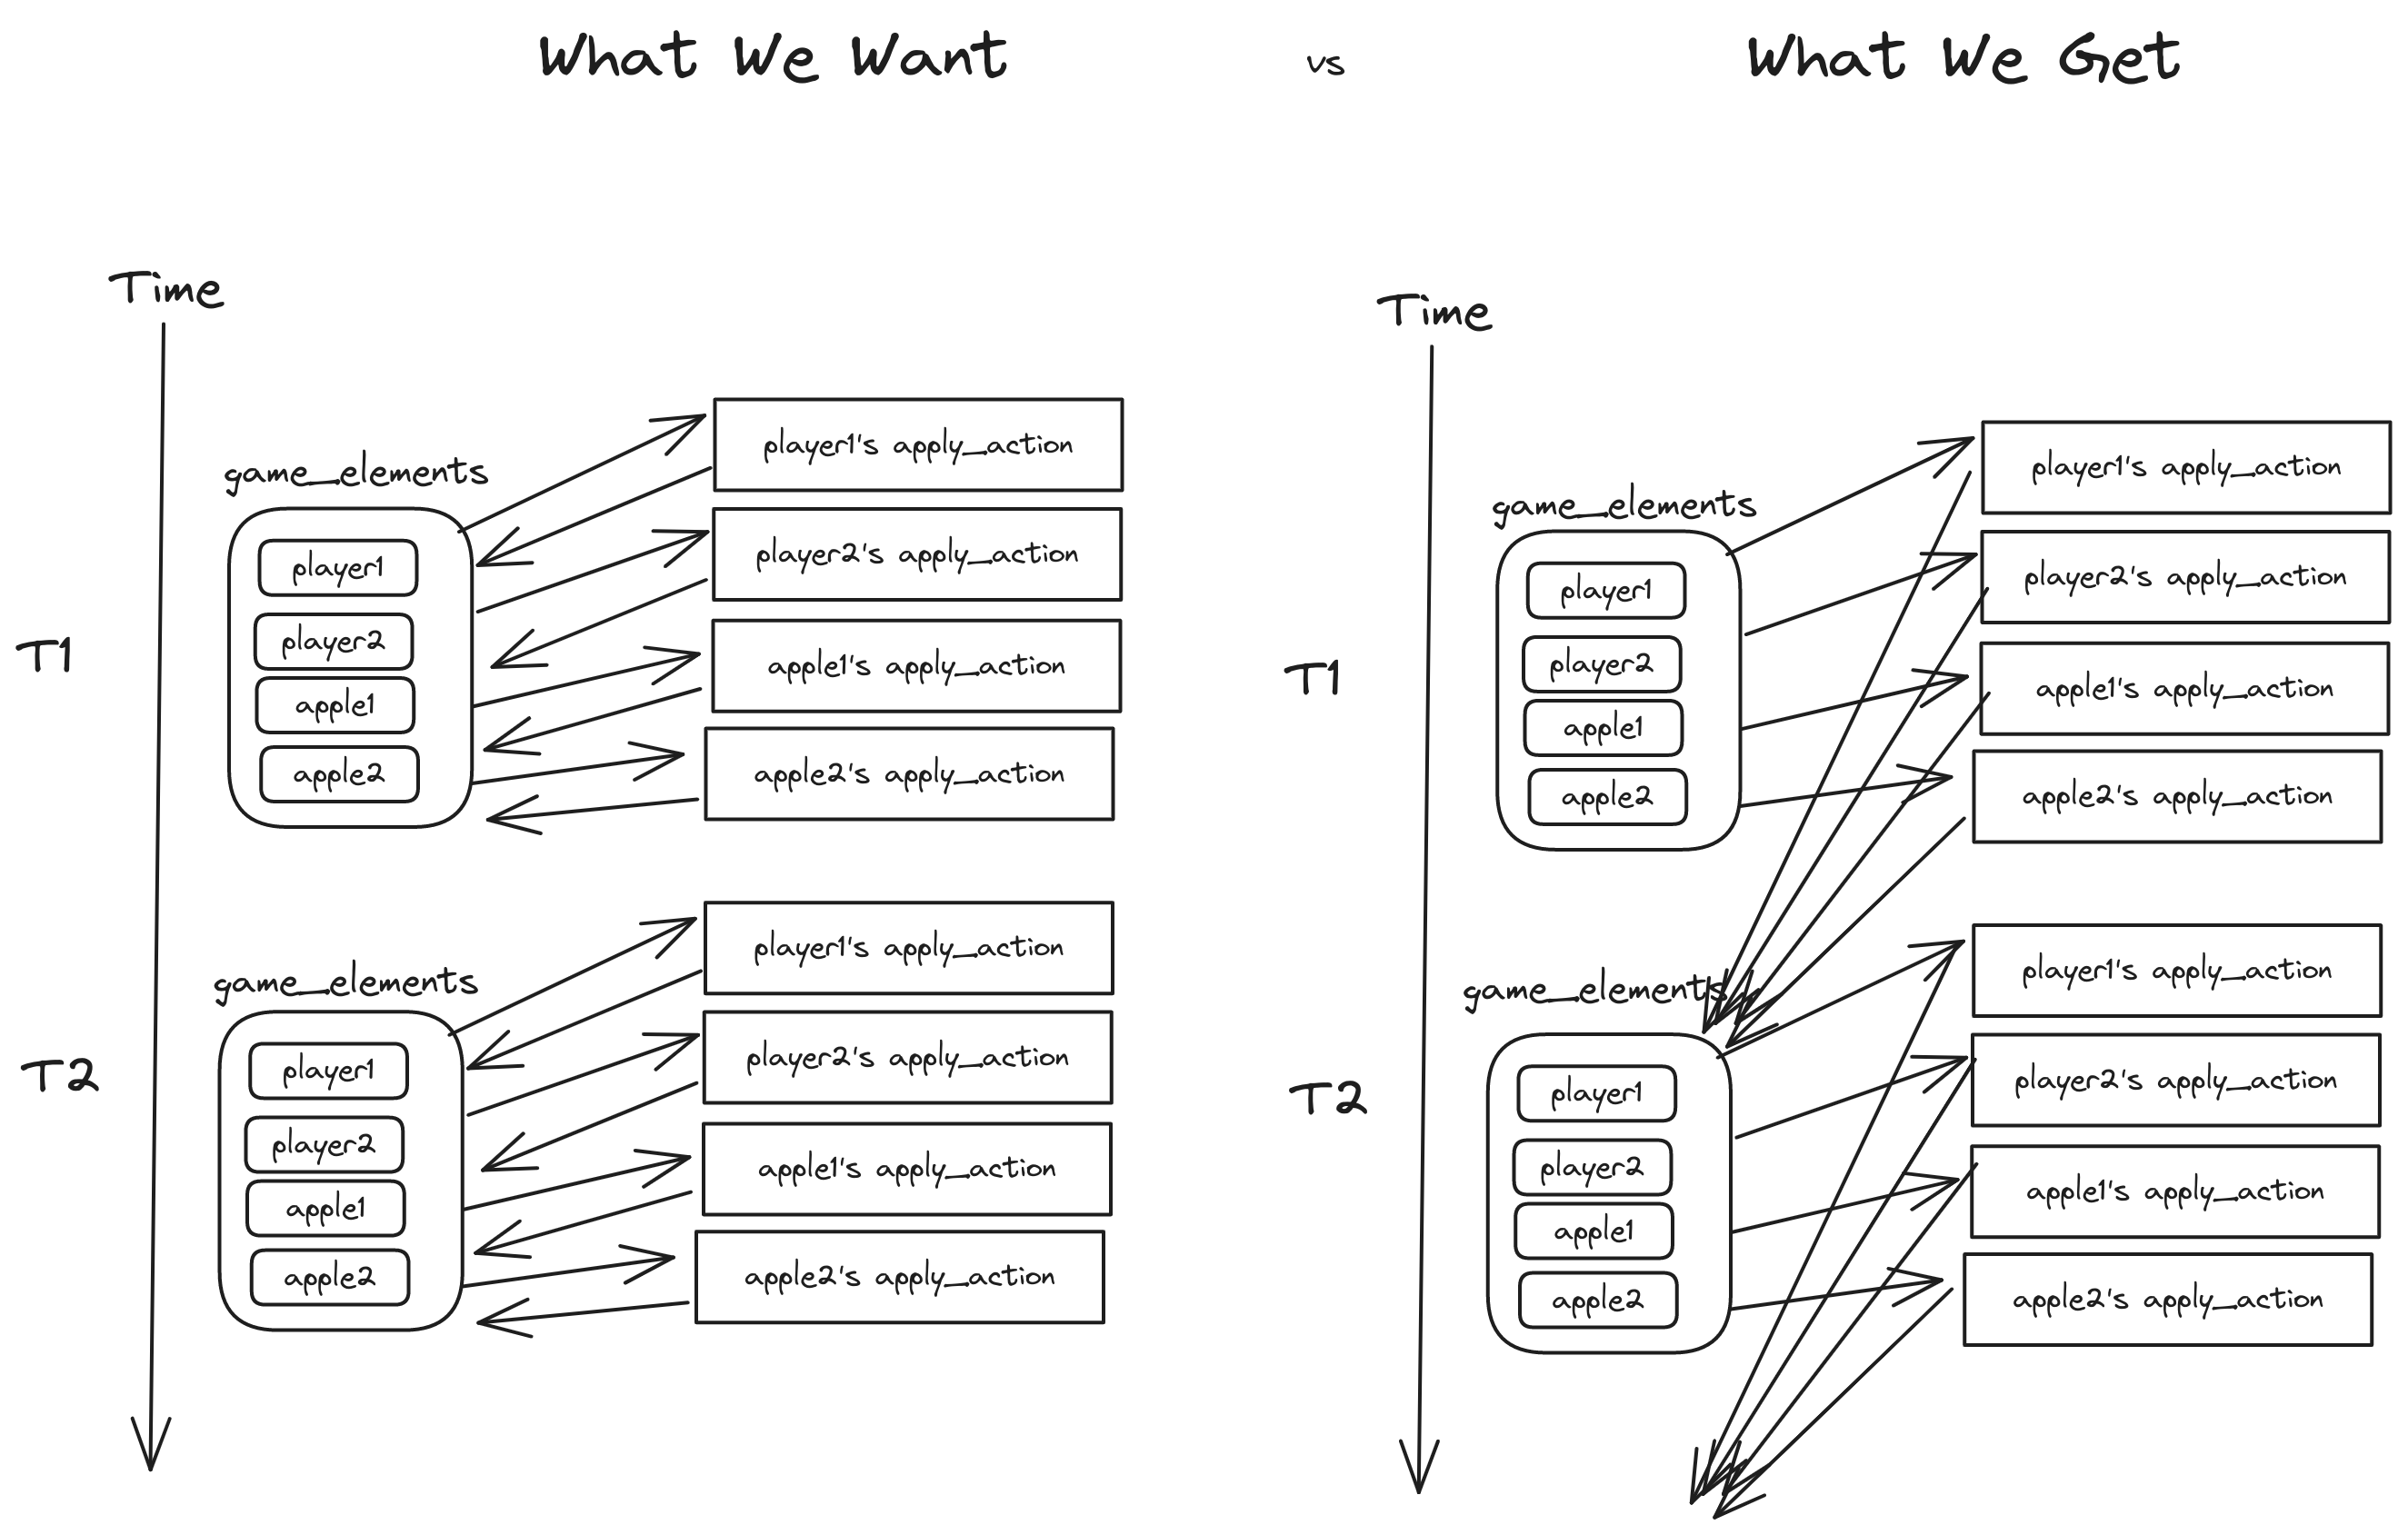 What We Want
vs
What We Get
Time
T1
game_elements
player1
player2
apple1
apple2
player1's apply_action
player2's apply_action
apple1's apply_action
apple2's apply_action
T2
game_elements
player1
player2
apple1
apple2
player1's apply_action
player2's apply_action
apple1's apply_action
apple2's apply_action
Time
T1
game_elements
player1
player2
apple1
apple2
player1's apply_action
player2's apply_action
apple1's apply_action
apple2's apply_action
T2
game_elements
player1
player2
apple1
apple2
player1's apply_action
player2's apply_action
apple1's apply_action
apple2's apply_action